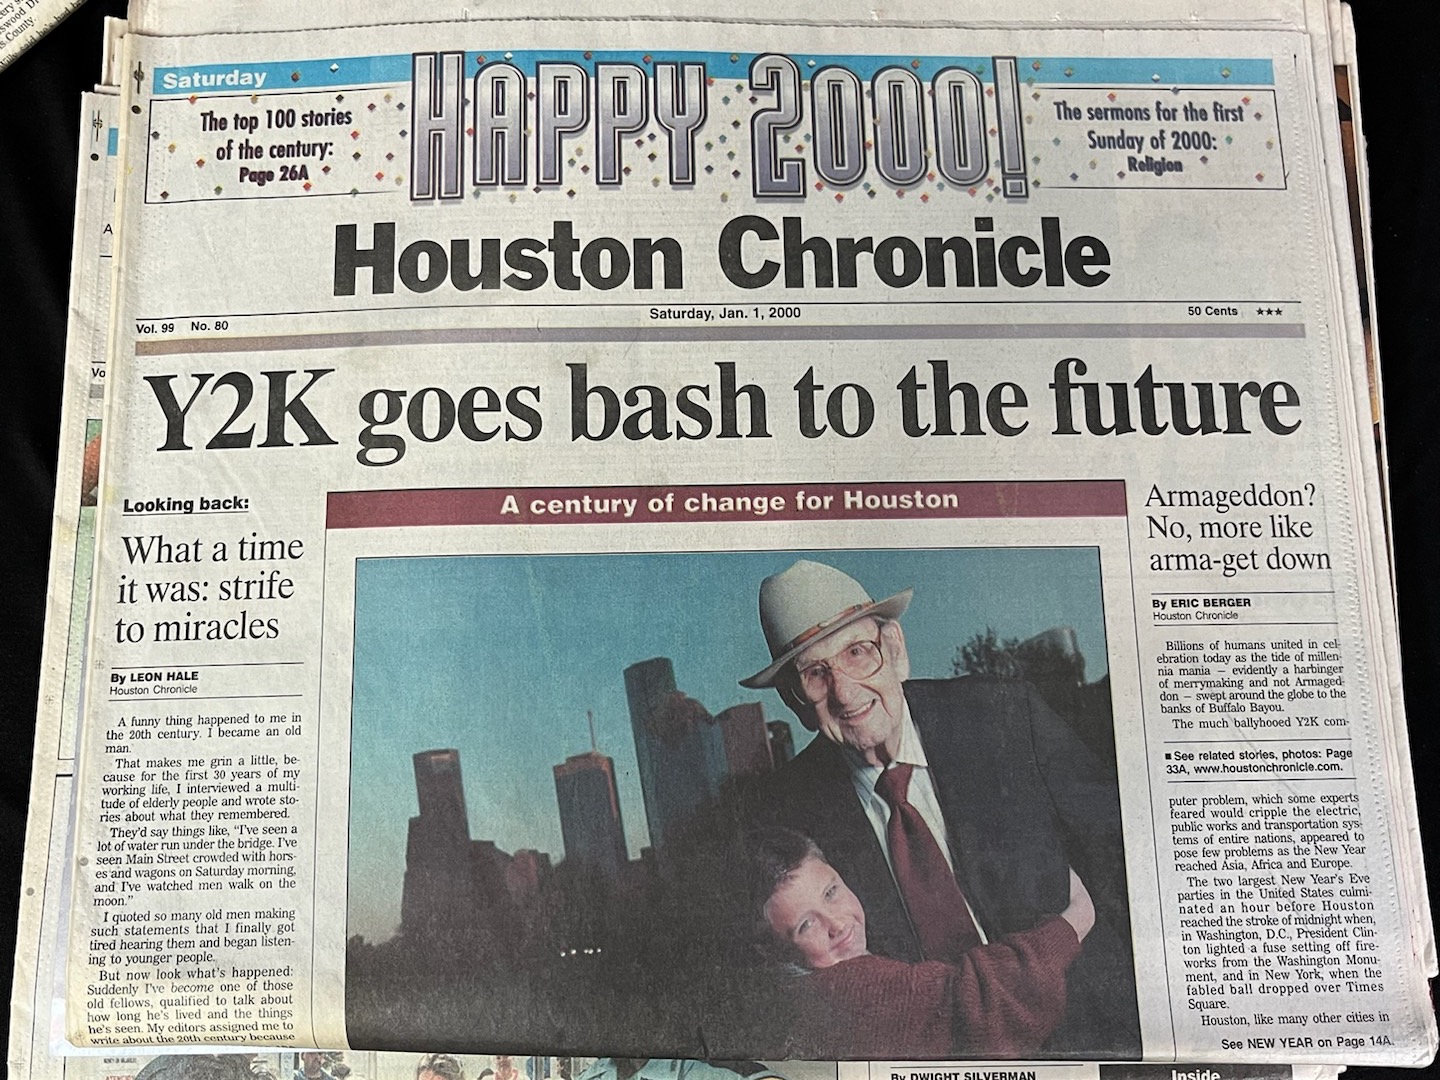 Saturday
HAPPY 2000!
The top 100 stories
of the century:
Page 26A
The sermons for the first
Sunday of 2000:
Religion
Houston Chronicle
Vol. 99 No. 80
Saturday, Jan. 1, 2000
50 Cents ★★★
Y2K goes bash to the future
Looking back:
What a time
it was: strife
to miracles
By LEON HALE
Houston Chronicle
A funny thing happened to me in
the 20th century. I became an old
man.
That makes me grin a little, be-
cause for the first 30 years of my
working life, I interviewed a multi-
tude of elderly people and wrote sto-
ries about what they remembered.
They'd say things like, "I've seen a
lot of water run under the bridge. I've
seen Main Street crowded with hors-
es and wagons on Saturday morning,
and I've watched men walk on the
moon."
I quoted so many old men making
such statements that I finally got
tired hearing them and began listen-
ing to younger people.
But now look what's happened:
Suddenly I've become one of those
old fellows, qualified to talk about
how long he's lived and the things
he's seen. My editors assigned me to
write about the 20th century because
A century of change for Houston
Armageddon?
No, more like
arma-get down
By ERIC BERGER
Houston Chronicle
Billions of humans united in cel-
ebration today as the tide of millen-
nia mania — evidently a harbinger
of merrymaking and not Armaged-
don — swept around the globe to the
banks of Buffalo Bayou.
The much ballyhooed Y2K com-
■ See related stories, photos: Page
33A, www.houstonchronicle.com.
puter problem, which some experts
feared would cripple the electric,
public works and transportation sys-
tems of entire nations, appeared to
pose few problems as the New Year
reached Asia, Africa and Europe.
The two largest New Year's Eve
parties in the United States culmi-
nated an hour before Houston
reached the stroke of midnight when,
in Washington, D.C., President Clin-
ton lighted a fuse setting off fire-
works from the Washington Monu-
ment, and in New York, when the
fabled ball dropped over Times
Square.
Houston, like many other cities in
See NEW YEAR on Page 14A.
By DWIGHT SILVERMAN
Inside
A
Vo
County